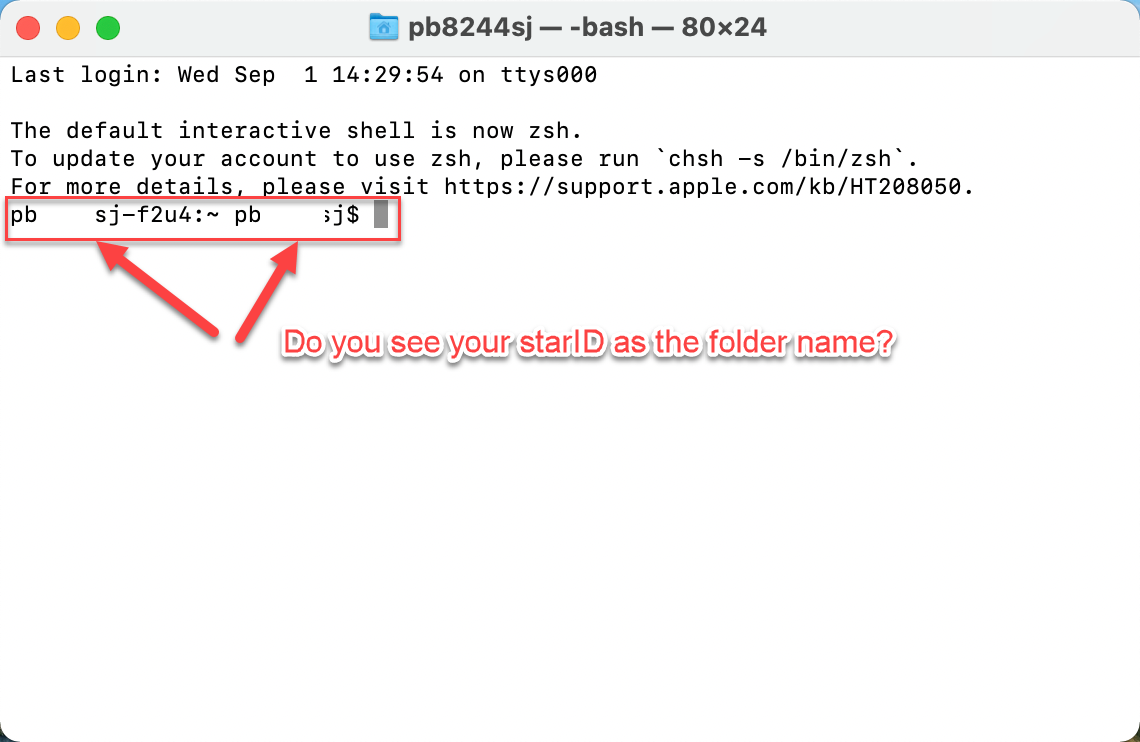 pb8244sj — -bash — 80×24
Last login: Wed Sep  1 14:29:54 on ttys000
The default interactive shell is now zsh.
To update your account to use zsh, please run `chsh -s /bin/zsh`.
For more details, please visit https://support.apple.com/kb/HT208050.
pb    sj-f2u4:~ pb    sj$
Do you see your starID as the folder name?